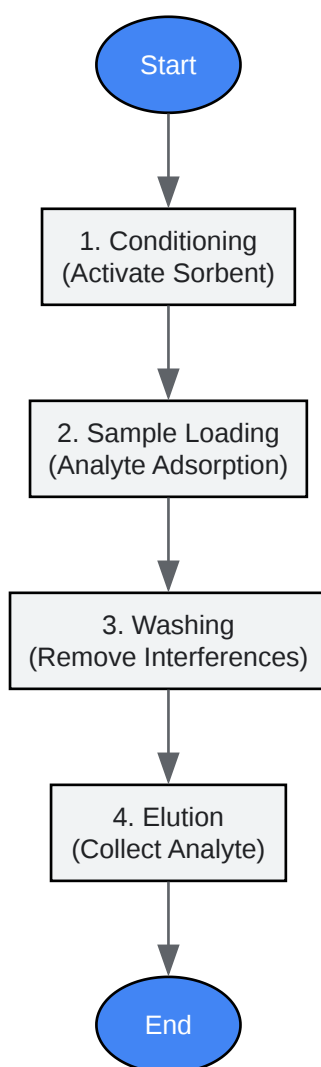 Start
1. Conditioning
(Activate Sorbent)
2. Sample Loading
(Analyte Adsorption)
3. Washing
(Remove Interferences)
4. Elution
(Collect Analyte)
End